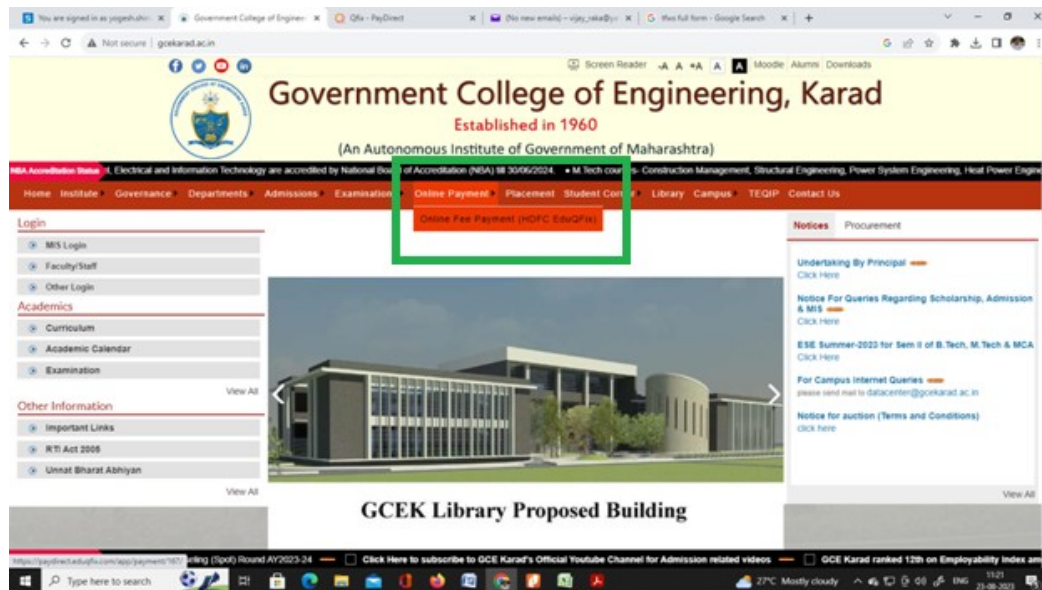 You are signed in as yogesh.shin
Government College of Engineer
Qfix - PayDirect
(No new emails) – vijay_raka@y
tfws full form - Google Search
Not secure | gcekarad.ac.in
Screen Reader -A A +A A A Moodle Alumni Downloads
Government College of Engineering, Karad
Established in 1960
(An Autonomous Institute of Government of Maharashtra)
NBA Accreditation Status
, Electrical and Information Technology are accredited by National Board of Accreditation (NBA) till 30/06/2024. • M.Tech courses- Construction Management, Structural Engineering, Power System Engineering, Heat Power Engine
Home Institute Governance Departments Admissions Examination Online Payment Placement Student Corner Library Campus TEQIP Contact Us
Online Fee Payment (HDFC EduQFix)
Login
MIS Login
Faculty/Staff
Other Login
Academics
Curriculum
Academic Calendar
Examination
View All
Other Information
Important Links
RTI Act 2005
Unnat Bharat Abhiyan
View All
GCEK Library Proposed Building
Notices Procurement
Undertaking By Principal
Click Here
Notice For Queries Regarding Scholarship, Admission
& MIS
Click Here
ESE Summer-2023 for Sem II of B.Tech, M.Tech & MCA
Click Here
For Campus Internet Queries
please send mail to datacenter@gcekarad.ac.in
Notice for auction (Terms and Conditions)
click here
View All
https://paydirect.eduqfix.com/app/payment/167/
eling (Spot) Round AY2023-24 Click Here to subscribe to GCE Karad's Official Youtube Channel for Admission related videos GCE Karad ranked 12th on Employability Index am
Type here to search
27°C Mostly cloudy ENG
11:21
23-08-2023